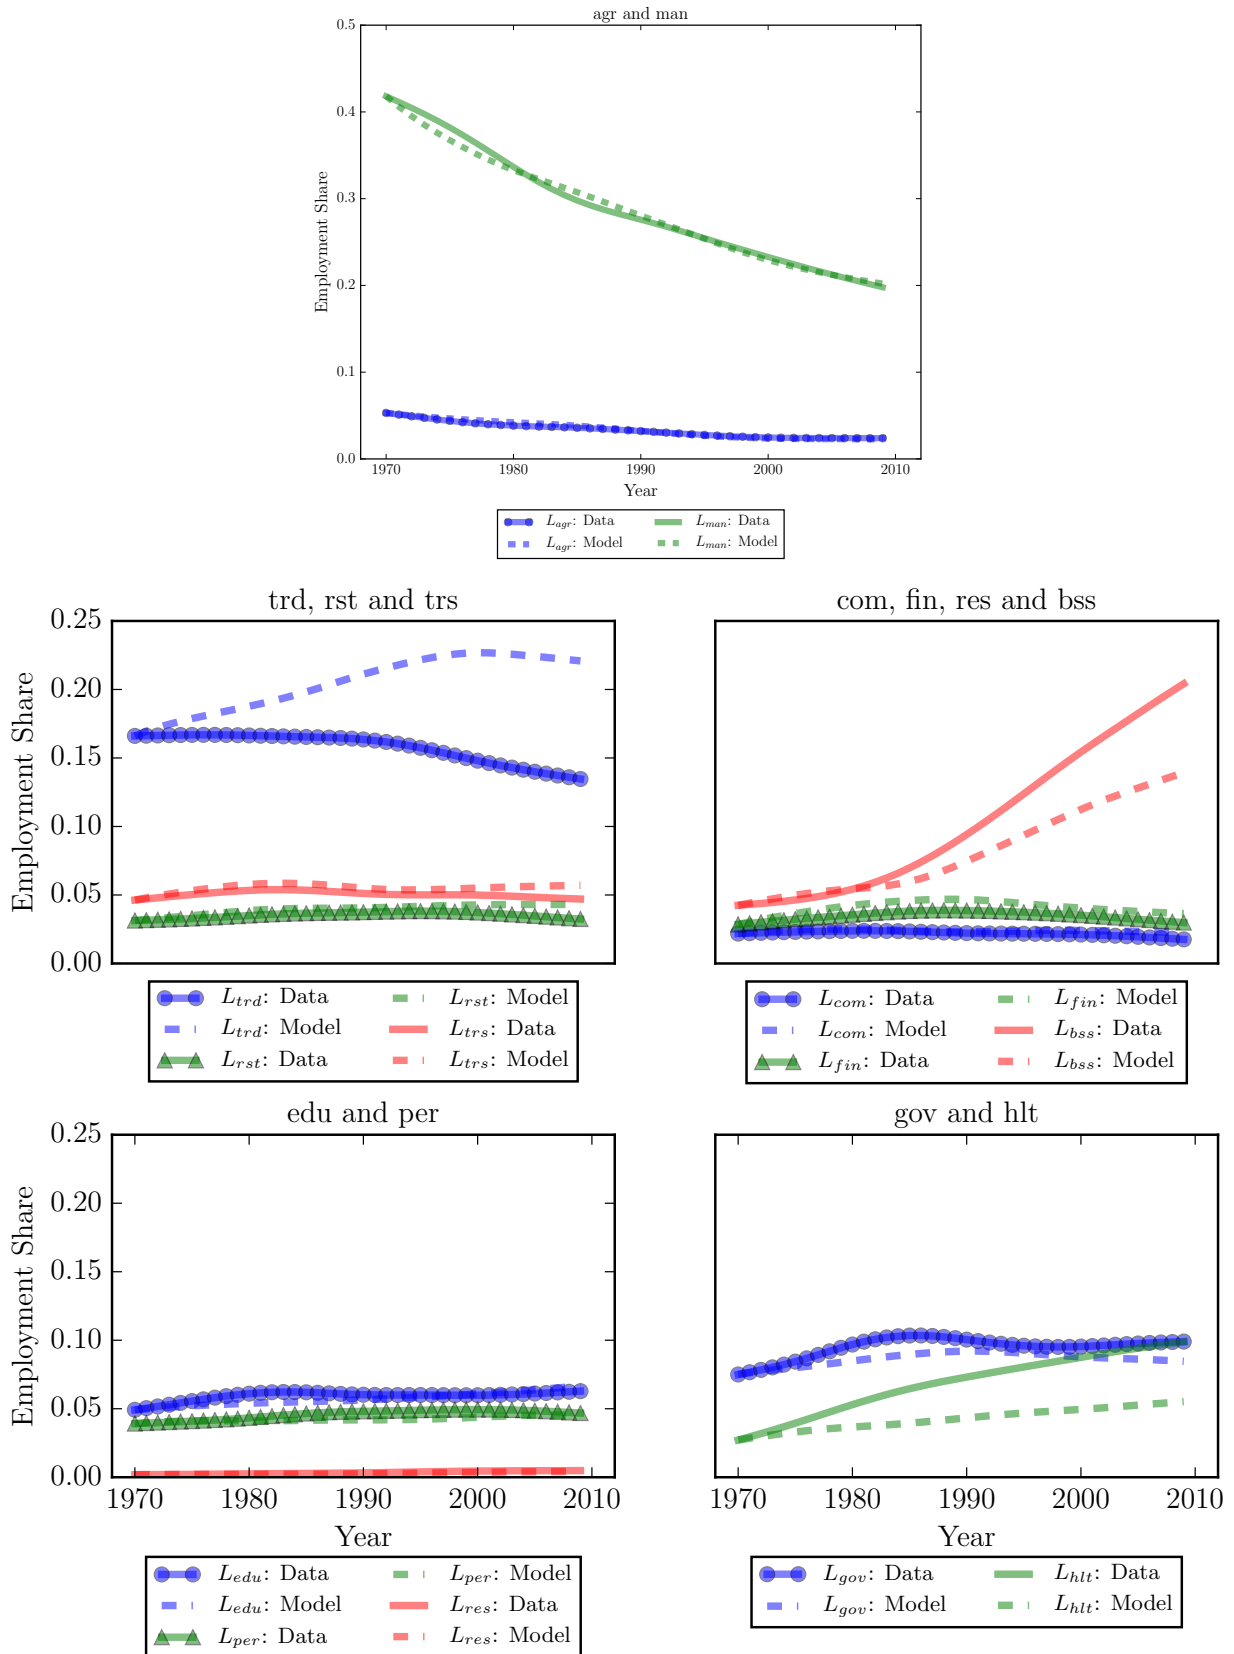 agr and man
0.5
0.4
0.3
0.2
0.1
0.0
Employment Share
1970 1980 1990 2000 2010
Year
L_agr: Data L_man: Data
L_agr: Model L_man: Model
trd, rst and trs
0.25
0.20
0.15
0.10
0.05
0.00
Employment Share
L_trd: Data L_rst: Model
L_trd: Model L_trs: Data
L_rst: Data L_trs: Model
com, fin, res and bss
L_com: Data L_fin: Model
L_com: Model L_bss: Data
L_fin: Data L_bss: Model
edu and per
0.25
0.20
0.15
0.10
0.05
0.00
Employment Share
1970 1980 1990 2000 2010
Year
L_edu: Data L_per: Model
L_edu: Model L_res: Data
L_per: Data L_res: Model
gov and hlt
1970 1980 1990 2000 2010
Year
L_gov: Data L_hlt: Data
L_gov: Model L_hlt: Model